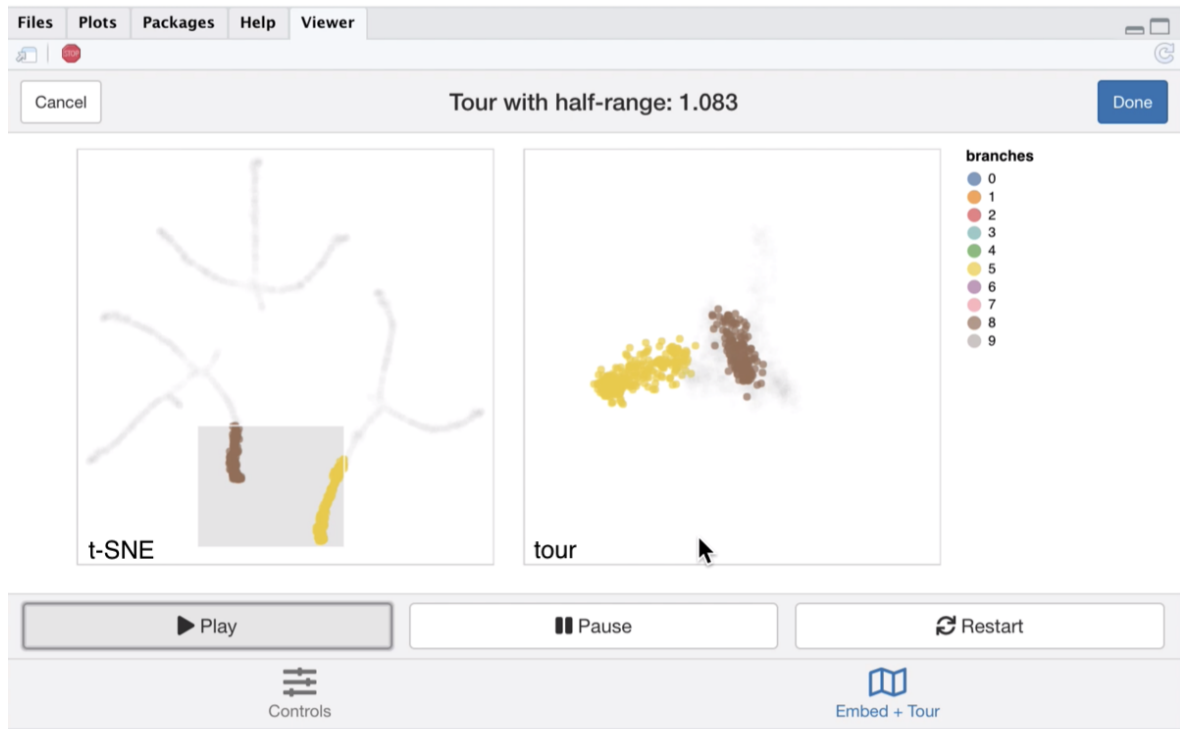 Files Plots Packages Help Viewer
STOP
Cancel Tour with half-range: 1.083 Done
branches
0
1
2
3
4
5
6
7
8
9
t-SNE
tour
Play Pause Restart
Controls Embed + Tour